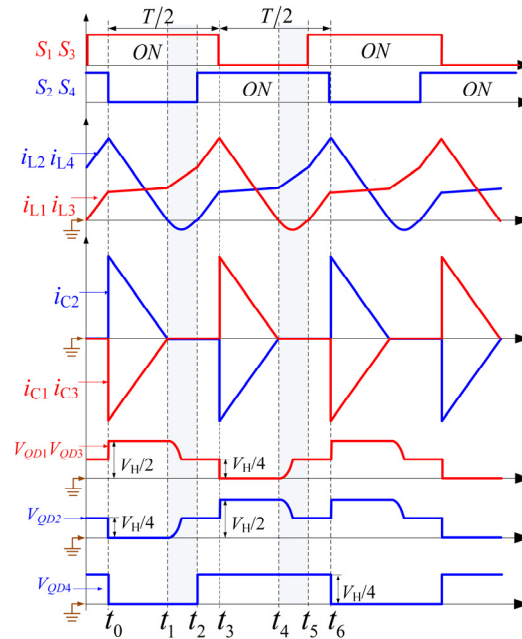 T/2 T/2
S1 S3 ON ON
S2 S4 ON ON
iL2 iL4
iL1 iL3
iC2
iC1 iC3
VQD1 VQD3 VH/2 VH/4
VQD2 VH/4 VH/2
VQD4 VH/4
t0 t1 t2 t3 t4 t5 t6